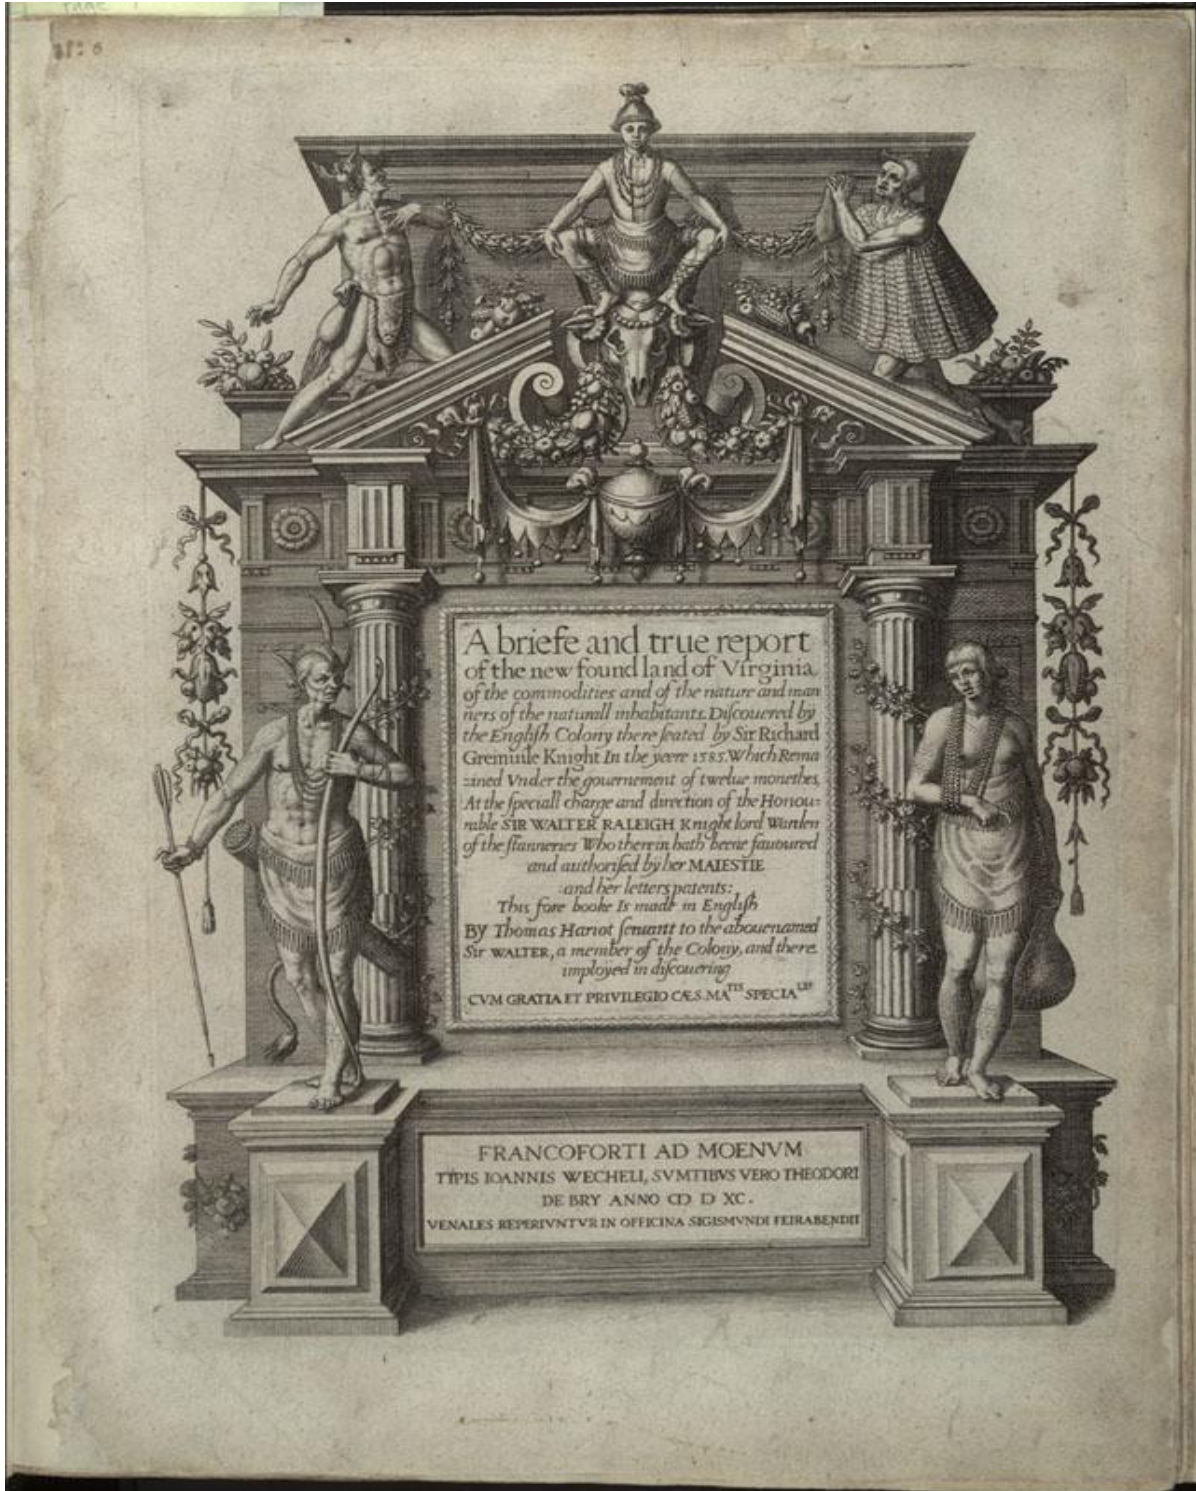 A briefe and true report
of the new found land of Virginia,
of the commodities and of the nature and man
ners of the naturall inhabitants. Diſcouered by
the Engliſh Colony there ſeated by Sir Richard
Greinuile Knight In the yeere 1585. Which Rema
ined Vnder the gouernement of twelue monethes,
At the ſpeciall charge and direction of the Honou-
rable SIR WALTER RALEIGH Knight lord Warden
of the ſtanneries Who therein hath beene fauoured
and authoriſed by her MAIESTIE
:and her letters patents:
This fore booke Is made in Engliſh
By Thomas Hariot ſeruant to the abouenamed
Sir WALTER, a member of the Colony, and there
imployed in diſcouering
CVM GRATIA ET PRIVILEGIO CÆS. MA^TIS SPECIA^LI
FRANCOFORTI AD MOENVM
TYPIS IOANNIS WECHELI, SVMTIBVS VERO THEODORI
DE BRY ANNO CIƆ D XC.
VENALES REPERIVNTVR IN OFFICINA SIGISMVNDI FEIRABENDII